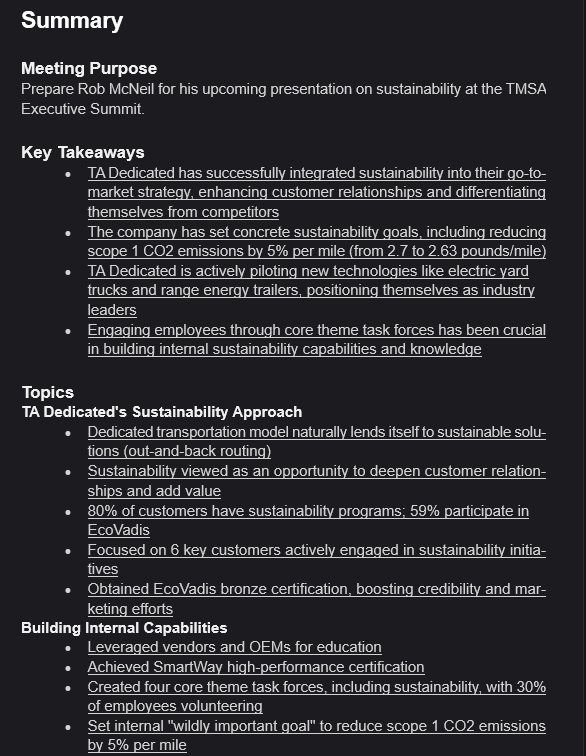 Summary
Meeting Purpose
Prepare Rob McNeil for his upcoming presentation on sustainability at the TMSA
Executive Summit.
Key Takeaways
• TA Dedicated has successfully integrated sustainability into their go-to-
market strategy, enhancing customer relationships and differentiating
themselves from competitors
• The company has set concrete sustainability goals, including reducing
scope 1 CO2 emissions by 5% per mile (from 2.7 to 2.63 pounds/mile)
• TA Dedicated is actively piloting new technologies like electric yard
trucks and range energy trailers, positioning themselves as industry
leaders
• Engaging employees through core theme task forces has been crucial
in building internal sustainability capabilities and knowledge
Topics
TA Dedicated's Sustainability Approach
• Dedicated transportation model naturally lends itself to sustainable solu-
tions (out-and-back routing)
• Sustainability viewed as an opportunity to deepen customer relation-
ships and add value
• 80% of customers have sustainability programs; 59% participate in
EcoVadis
• Focused on 6 key customers actively engaged in sustainability initia-
tives
• Obtained EcoVadis bronze certification, boosting credibility and mar-
keting efforts
Building Internal Capabilities
• Leveraged vendors and OEMs for education
• Achieved SmartWay high-performance certification
• Created four core theme task forces, including sustainability, with 30%
of employees volunteering
• Set internal "wildly important goal" to reduce scope 1 CO2 emissions
by 5% per mile